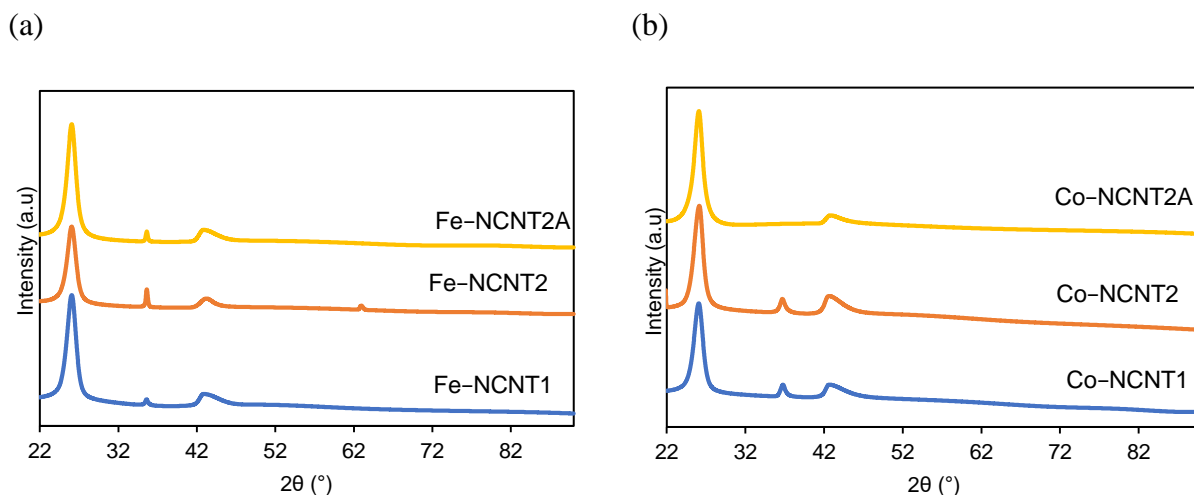 (a)
Intensity (a.u)
Fe–NCNT2A
Fe–NCNT2
Fe–NCNT1
22 32 42 52 62 72 82
2θ (°)
(b)
Intensity (a.u)
Co–NCNT2A
Co–NCNT2
Co–NCNT1
22 32 42 52 62 72 82
2θ (°)